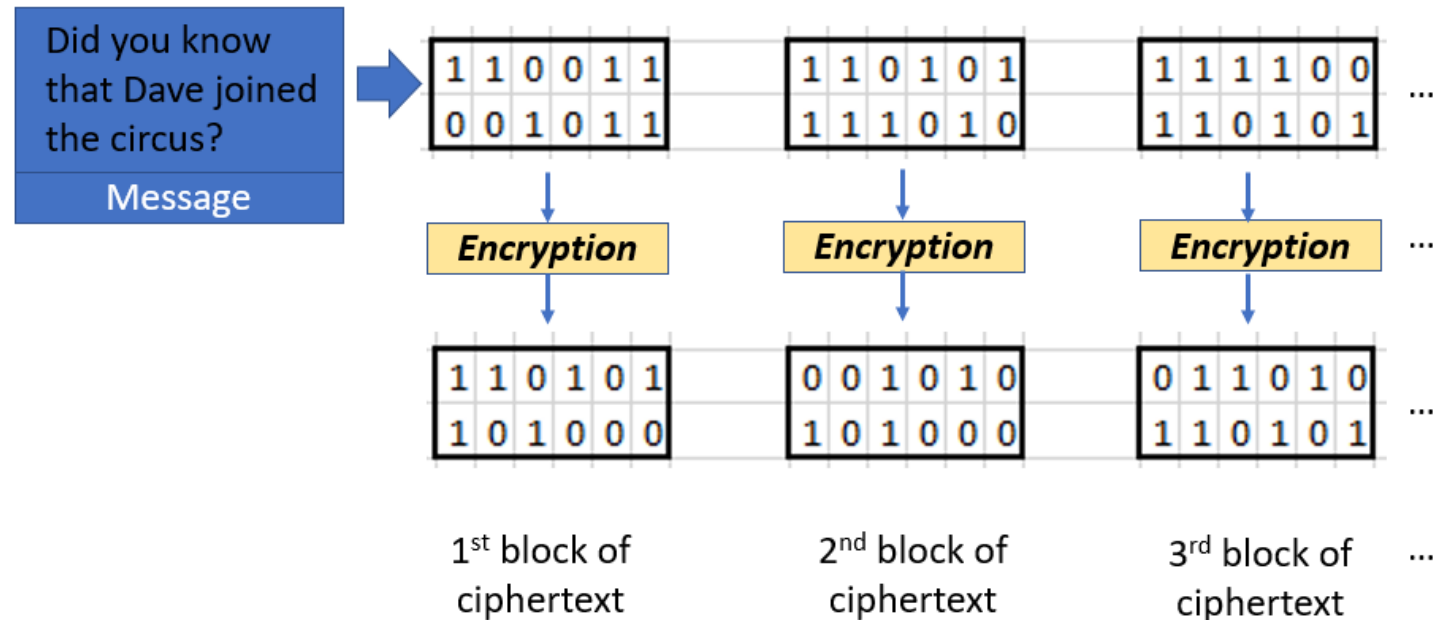 Did you know
that Dave joined
the circus?
Message
1 1 0 0 1 1
0 0 1 0 1 1
1 1 0 1 0 1
1 1 1 0 1 0
1 1 1 1 0 0
1 1 0 1 0 1
...
Encryption
Encryption
Encryption
...
1 1 0 1 0 1
1 0 1 0 0 0
0 0 1 0 1 0
1 0 1 0 0 0
0 1 1 0 1 0
1 1 0 1 0 1
...
1st block of
ciphertext
2nd block of
ciphertext
3rd block of
ciphertext
...